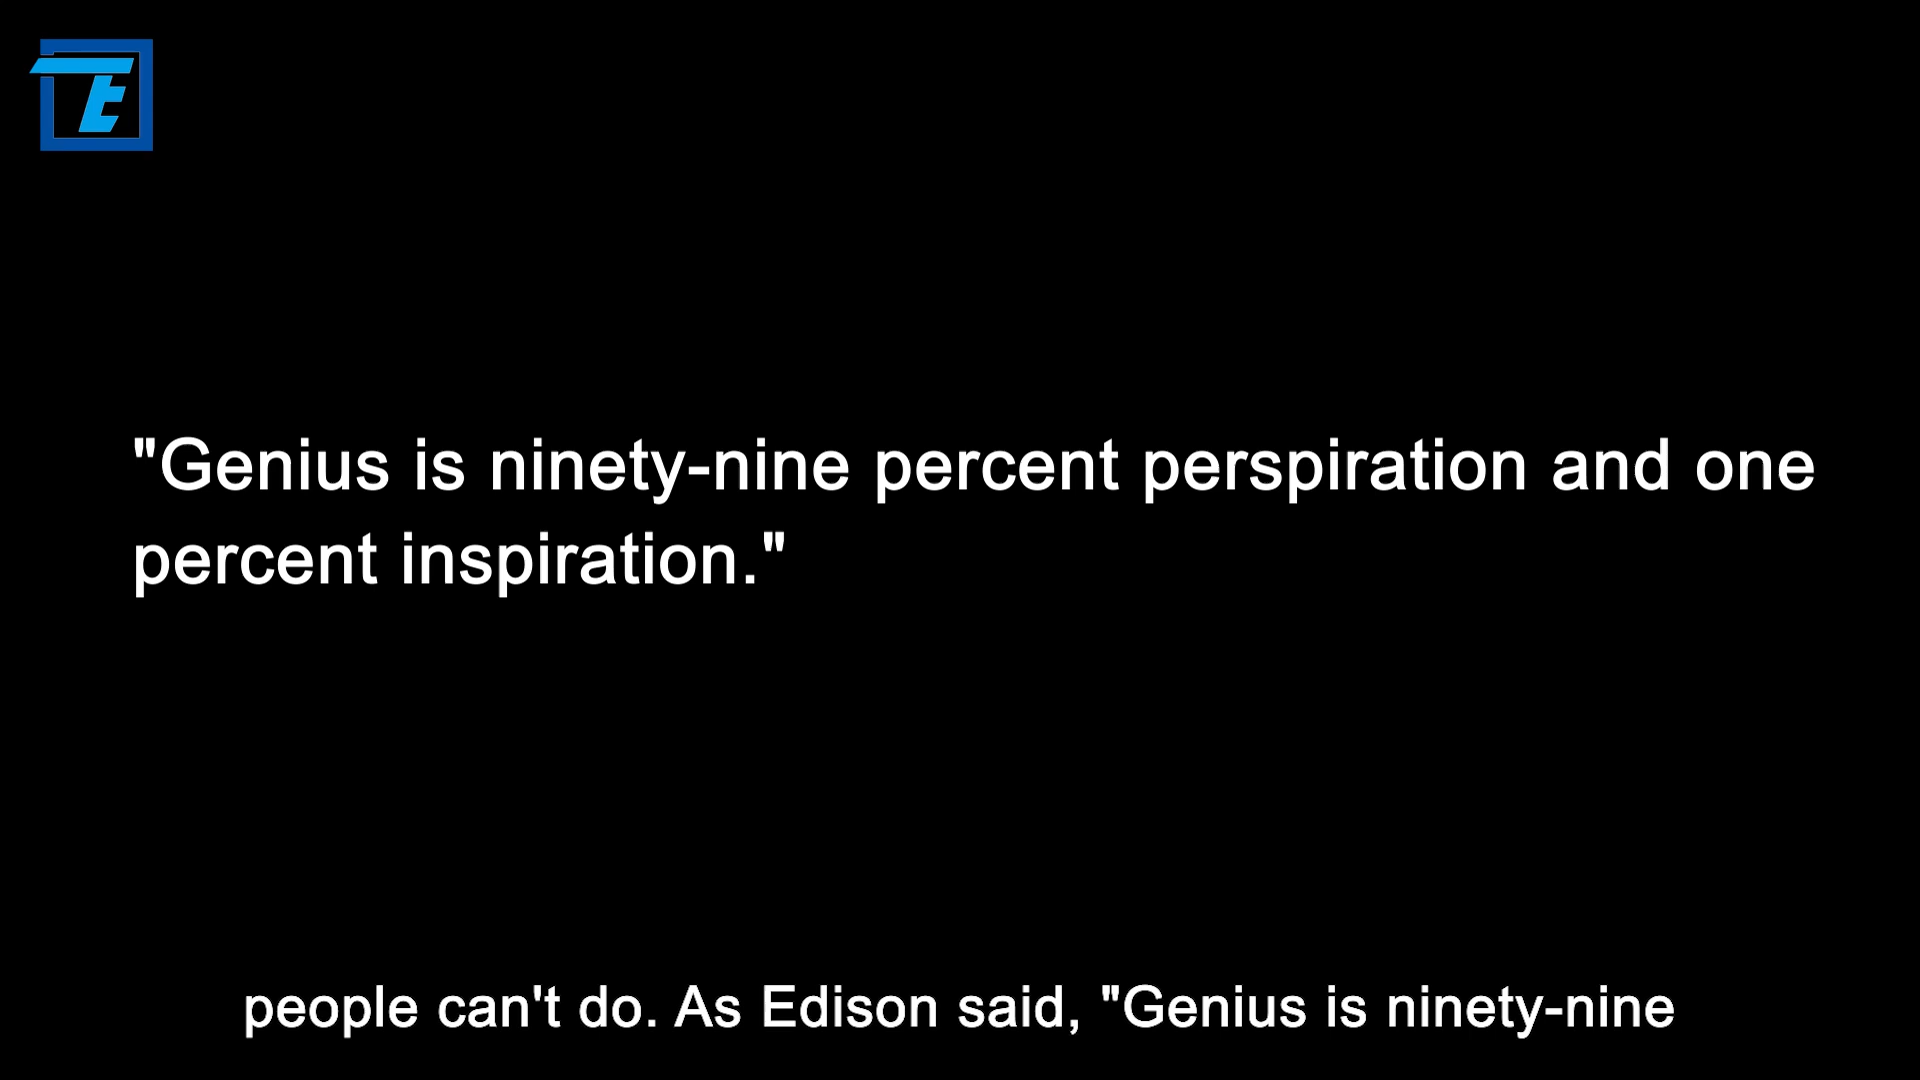 TE
"Genius is ninety-nine percent perspiration and one
percent inspiration."
people can't do. As Edison said, "Genius is ninety-nine